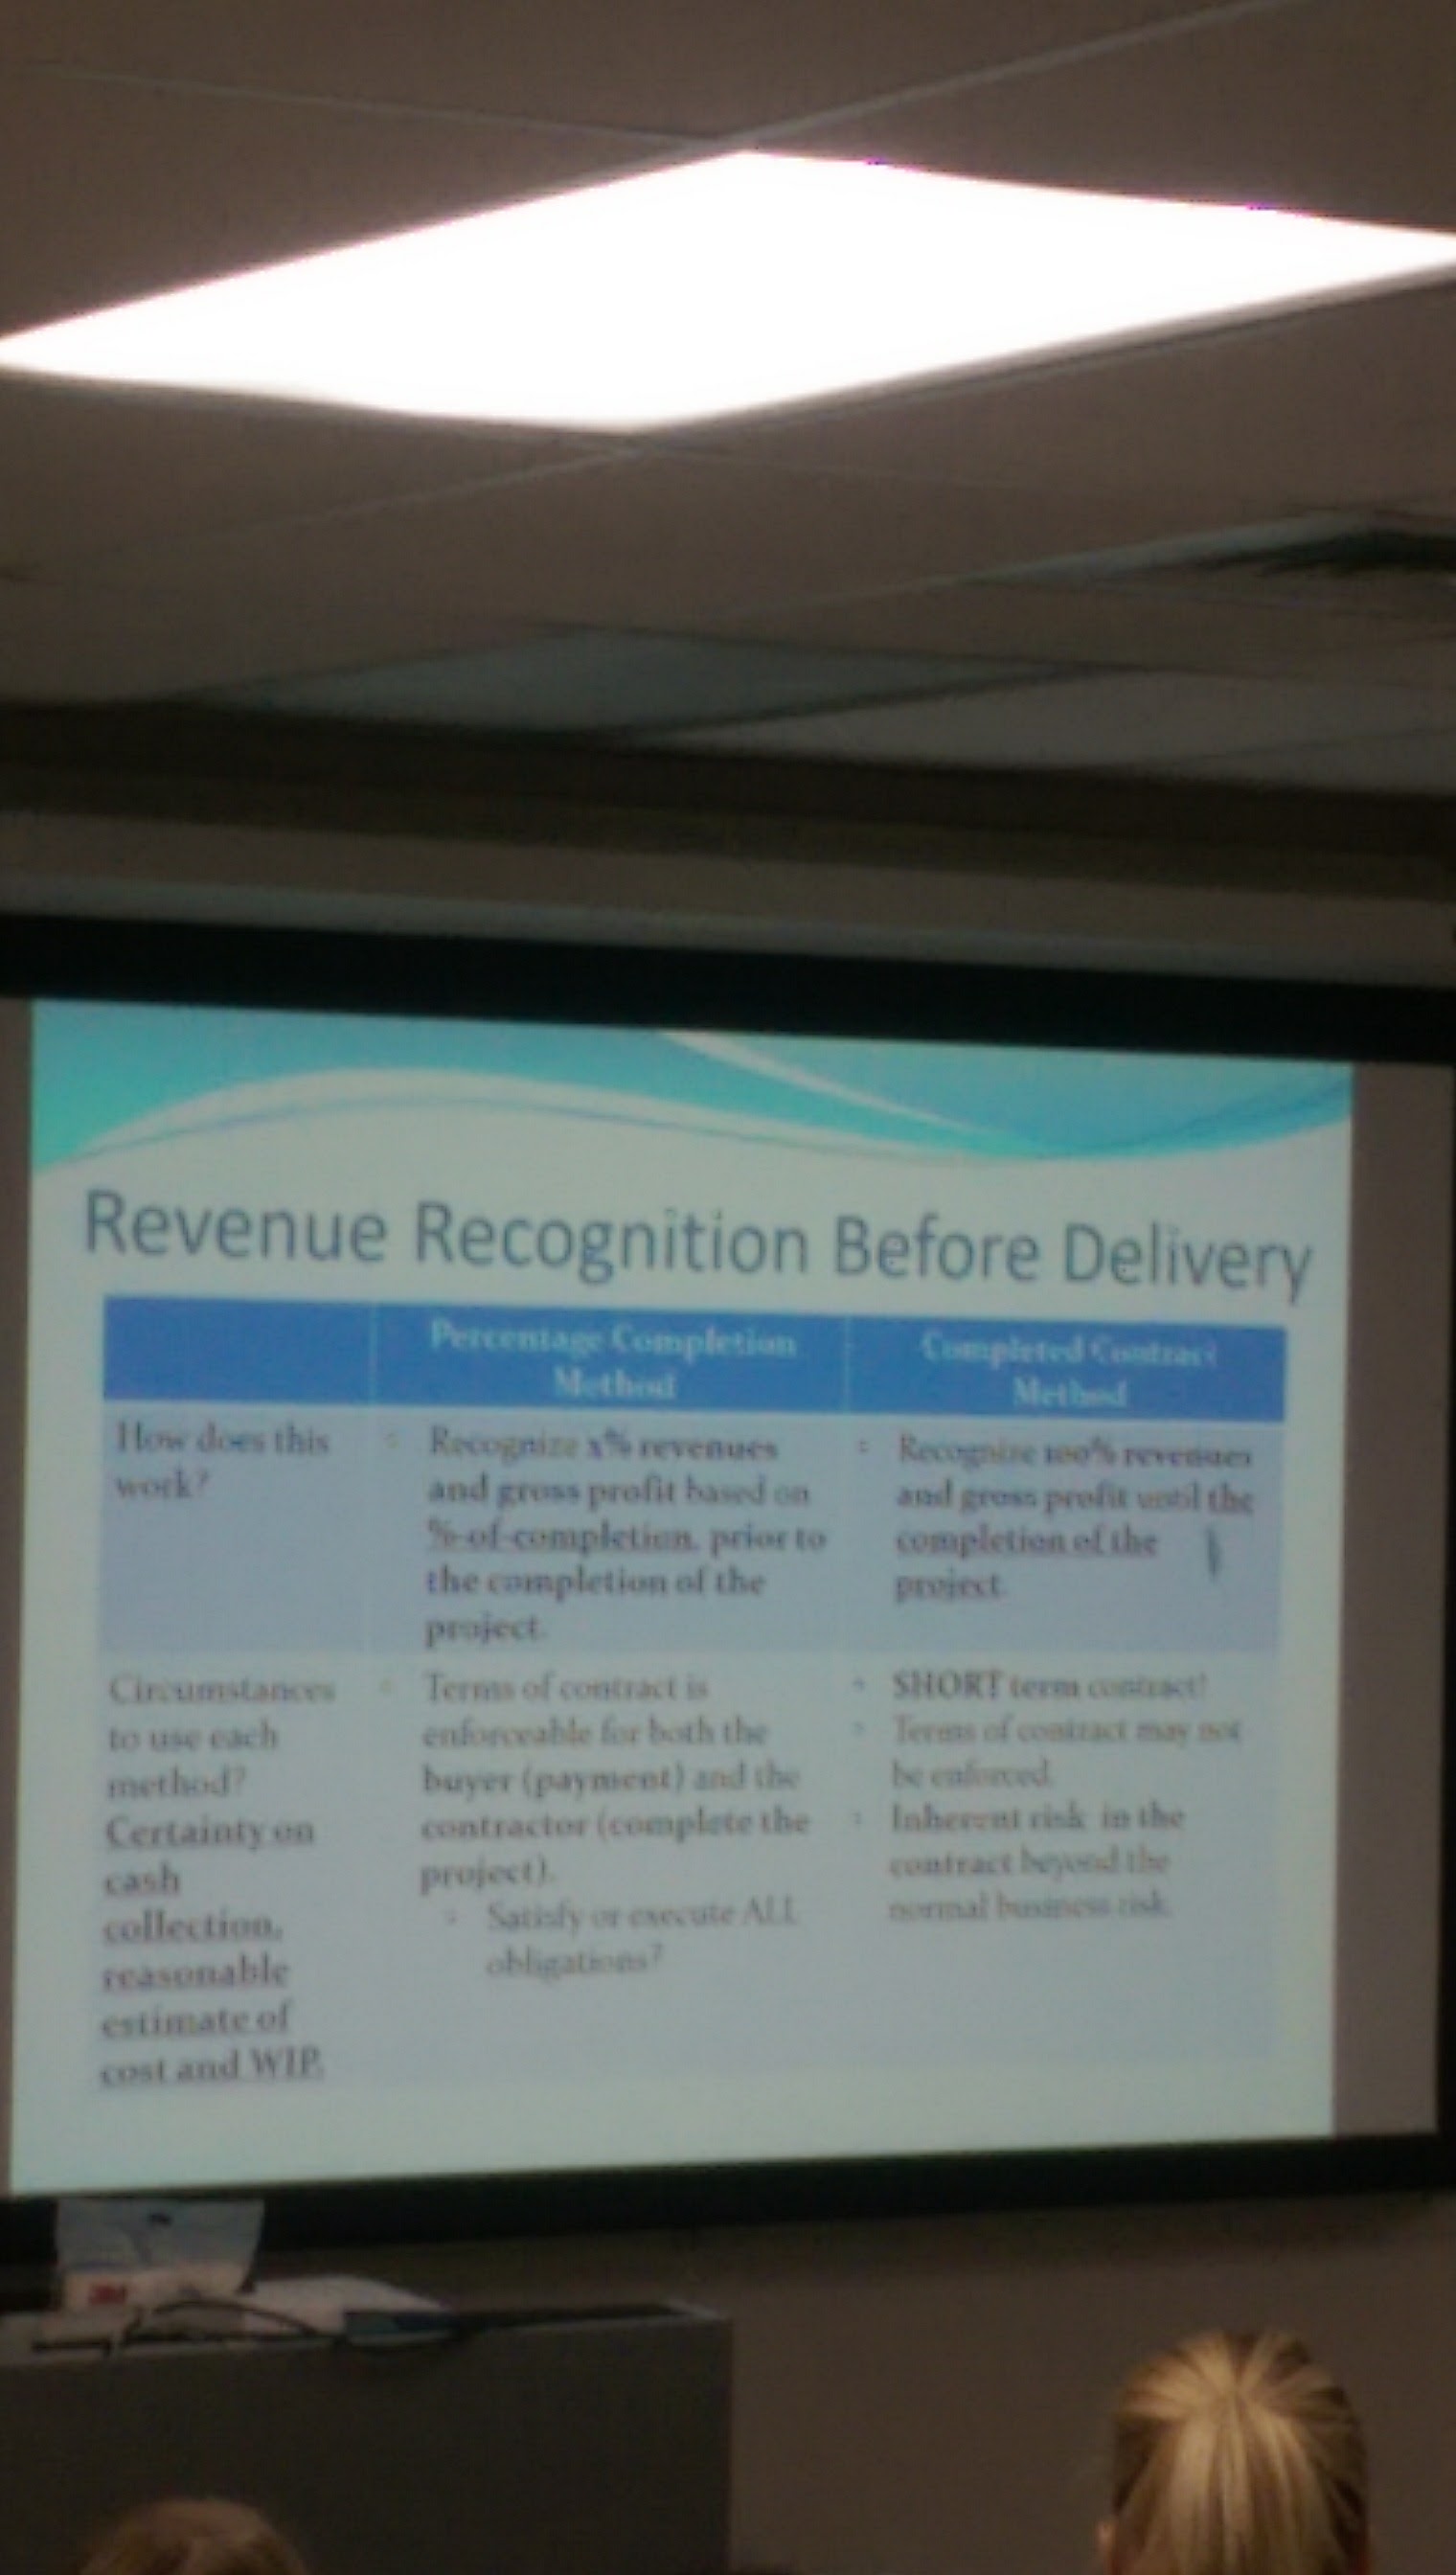 Revenue Recognition Before Delivery
Percentage Completion
Method
Completed Contract
Method
How does this
work?
Recognize x% revenues
and gross profit based on
%-of-completion, prior to
the completion of the
project.
Recognize 100% revenues
and gross profit until the
completion of the
project.
Circumstances
to use each
method?
Certainty on
cash
collection,
reasonable
estimate of
cost and WIP.
Terms of contract is
enforceable for both the
buyer (payment) and the
contractor (complete the
project).
Satisfy or execute ALL
obligations?
SHORT term contract!
Terms of contract may not
be enforced.
Inherent risk in the
contract beyond the
normal business risk.
3M